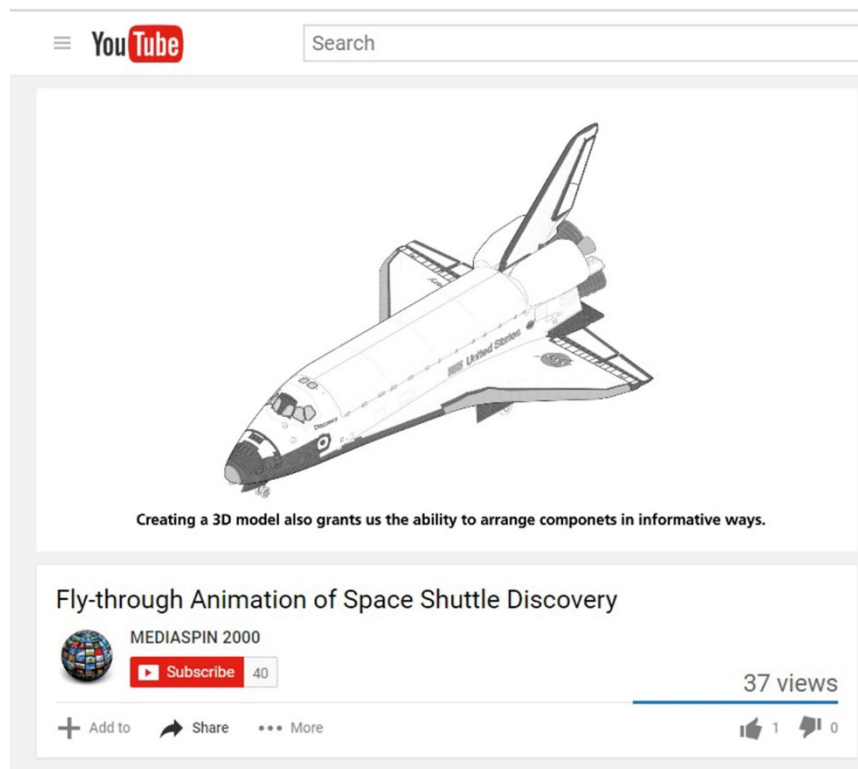 YouTube
Search
United States
Discovery
Creating a 3D model also grants us the ability to arrange componets in informative ways.
Fly-through Animation of Space Shuttle Discovery
MEDIASPIN 2000
Subscribe 40
37 views
Add to Share More 1 0